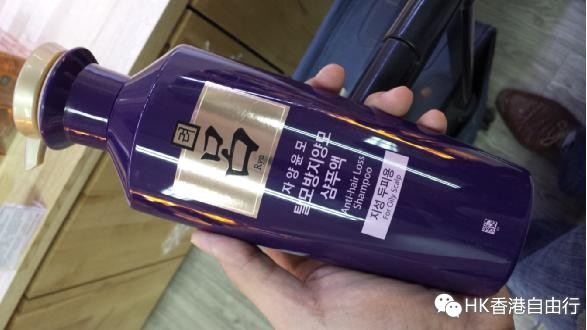 려
Ryo
자양윤모
탈모방지양모
샴푸액
Anti-hair Loss
Shampoo
지성 두피용
For Oily Scalp
HK香港自由行